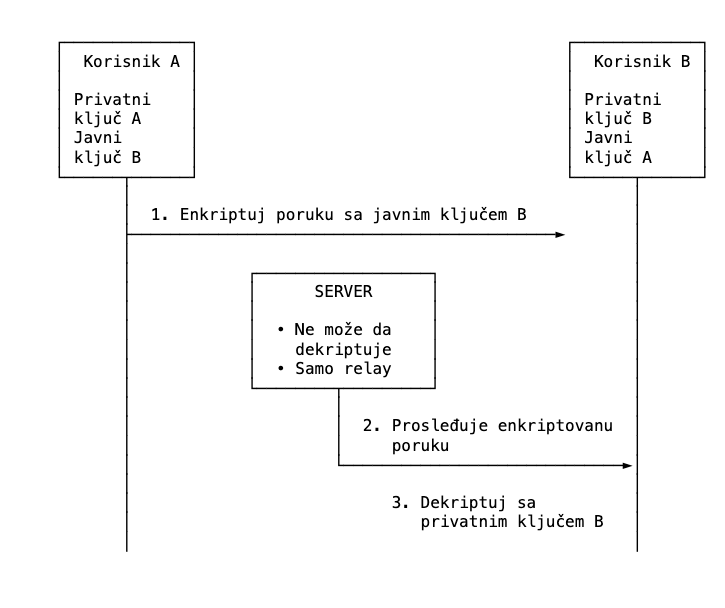 Korisnik A
Privatni
ključ A
Javni
ključ B
Korisnik B
Privatni
ključ B
Javni
ključ A
1. Enkriptuj poruku sa javnim ključem B
SERVER
• Ne može da
dekriptuje
• Samo relay
2. Prosleđuje enkriptovanu
poruku
3. Dekriptuj sa
privatnim ključem B